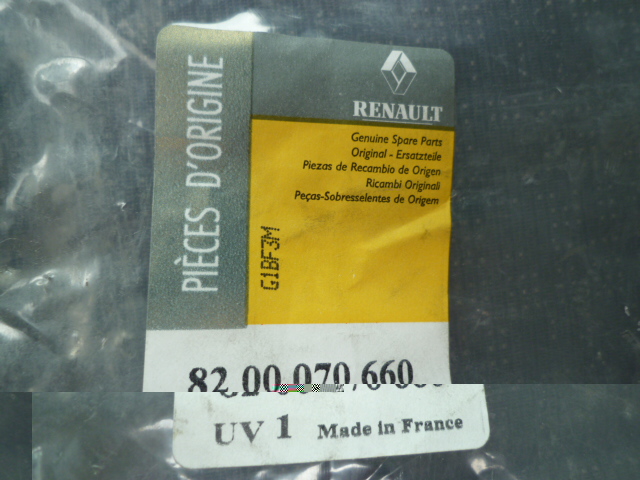 PIÈCES D'ORIGINE
RENAULT
Genuine Spare Parts
Original - Ersatzteile
Piezas de Recambio de Origen
Ricambi Originali
Peças-Sobresselentes de Origem
G1BF3M
82.00.070.660
UV 1 Made in France